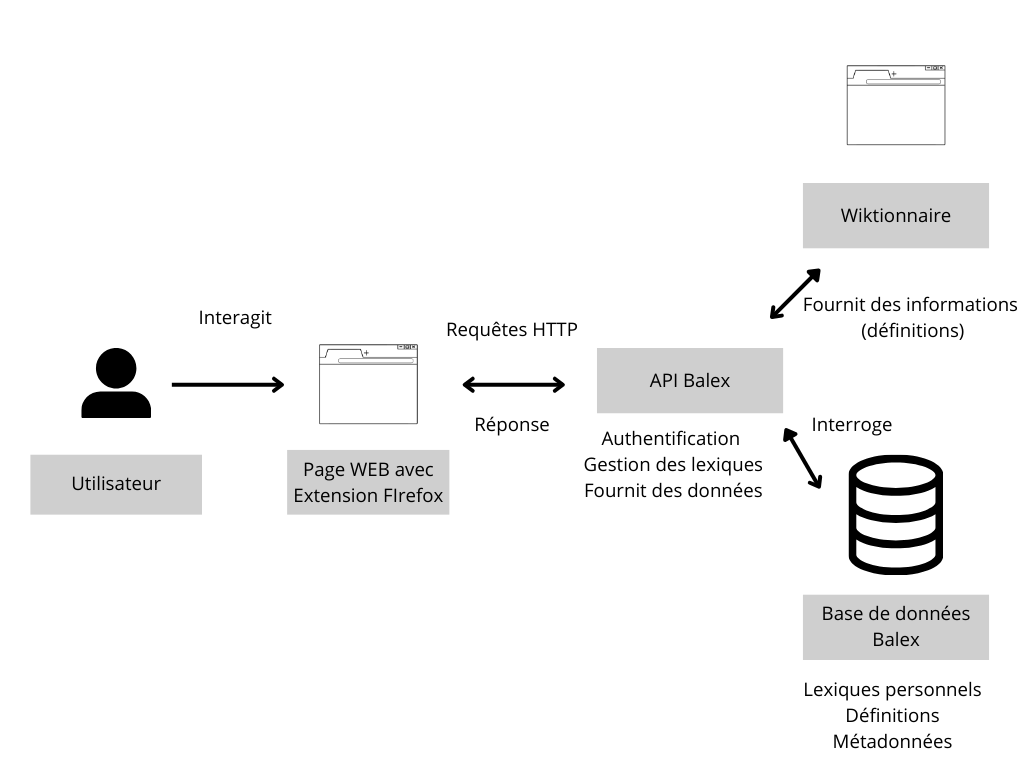 Wiktionnaire
Fournit des informations
(définitions)
Interagit
Requêtes HTTP
Réponse
API Balex
Authentification
Gestion des lexiques
Fournit des données
Interroge
Utilisateur
Page WEB avec
Extension FIrefox
Base de données
Balex
Lexiques personnels
Définitions
Métadonnées